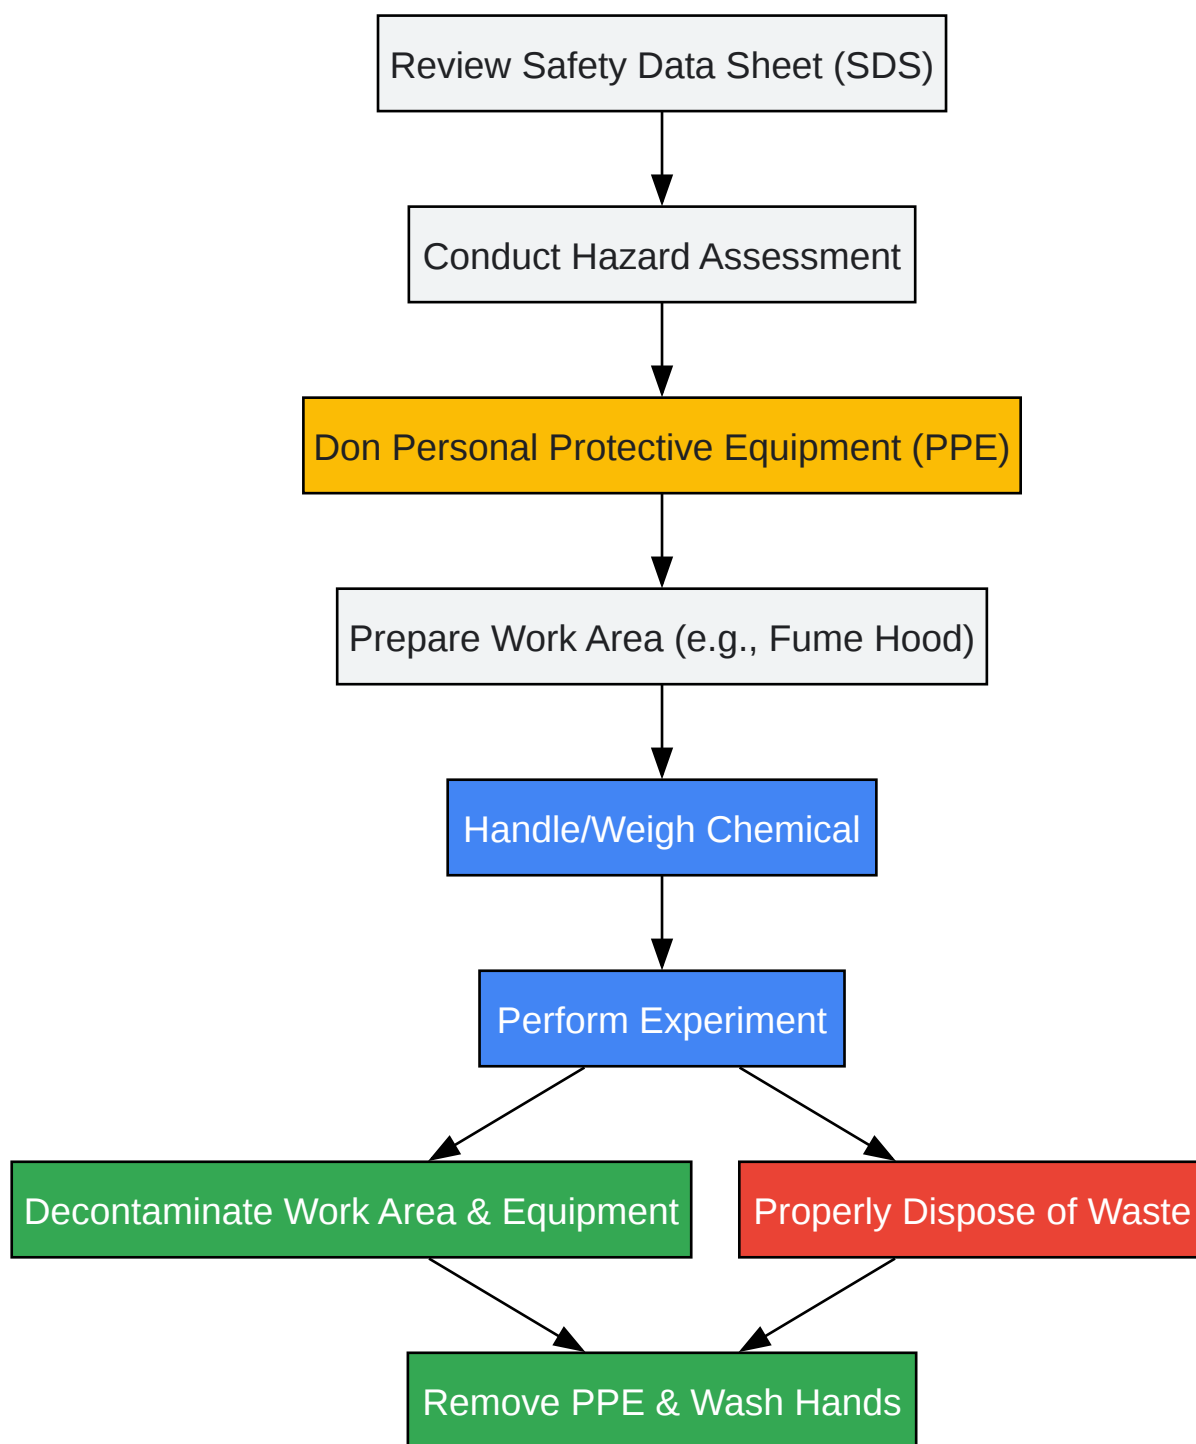 Review Safety Data Sheet (SDS)
Conduct Hazard Assessment
Don Personal Protective Equipment (PPE)
Prepare Work Area (e.g., Fume Hood)
Handle/Weigh Chemical
Perform Experiment
Decontaminate Work Area & Equipment
Properly Dispose of Waste
Remove PPE & Wash Hands